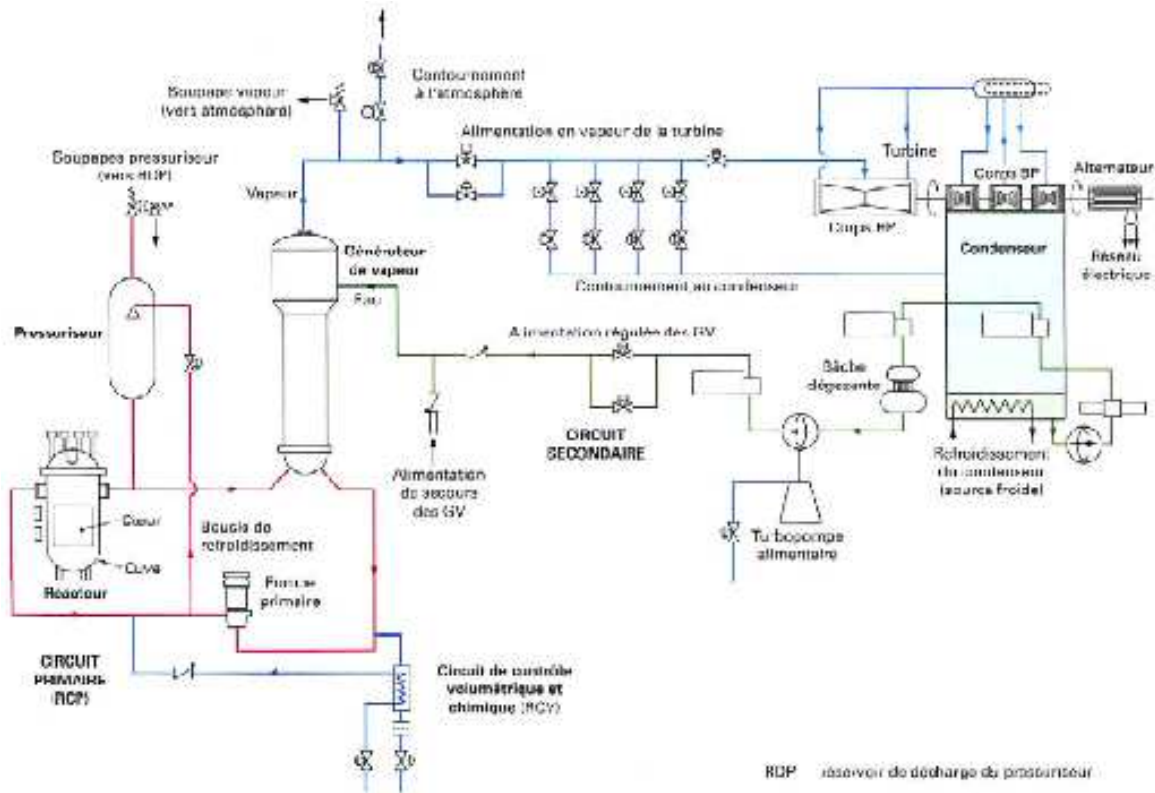 Contournement
à l'atmosphère
Soupape vapeur
(vers atmosphère)
Alimentation en vapeur de la turbine
Soupapes pressuriseur
(vers RDP)
Vapeur
Turbine
Corps BP
Alternateur
Corps HP
Générateur
de vapeur
Eau
Condenseur
Réseau
électrique
Contournement au condenseur
Pressuriseur
Alimentation régulée des GV
Bâche
dégazante
CIRCUIT
SECONDAIRE
Refroidissement
du condenseur
(source froide)
Alimentation
de secours
des GV
Cœur
Boucle de
refroidissement
Cuve
Turbopompe
alimentaire
Réacteur
Pompe
primaire
CIRCUIT
PRIMAIRE
(RCP)
Circuit de contrôle
volumétrique et
chimique (RCV)
RDP réservoir de décharge du pressuriseur